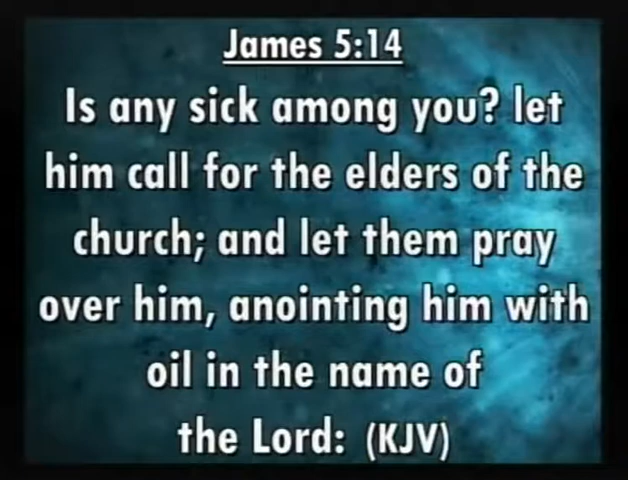 James 5:14
Is any sick among you? let
him call for the elders of the
church; and let them pray
over him, anointing him with
oil in the name of
the Lord: (KJV)